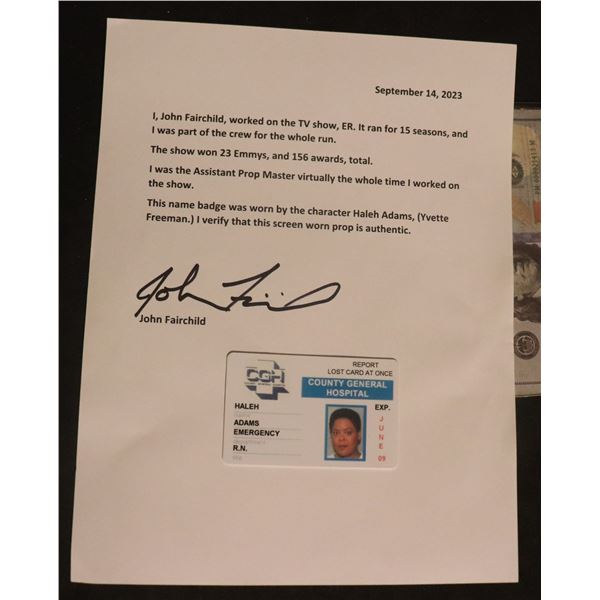 September 14, 2023
I, John Fairchild, worked on the TV show, ER. It ran for 15 seasons, and
I was part of the crew for the whole run.
The show won 23 Emmys, and 156 awards, total.
I was the Assistant Prop Master virtually the whole time I worked on
the show.
This name badge was worn by the character Haleh Adams, (Yvette
Freeman.) I verify that this screen worn prop is authentic.
John Fairchild
REPORT
LOST CARD AT ONCE
CGH
COUNTY GENERAL
HOSPITAL
HALEH
ADAMS
EMERGENCY
R.N.
EXP.
JUNE
09